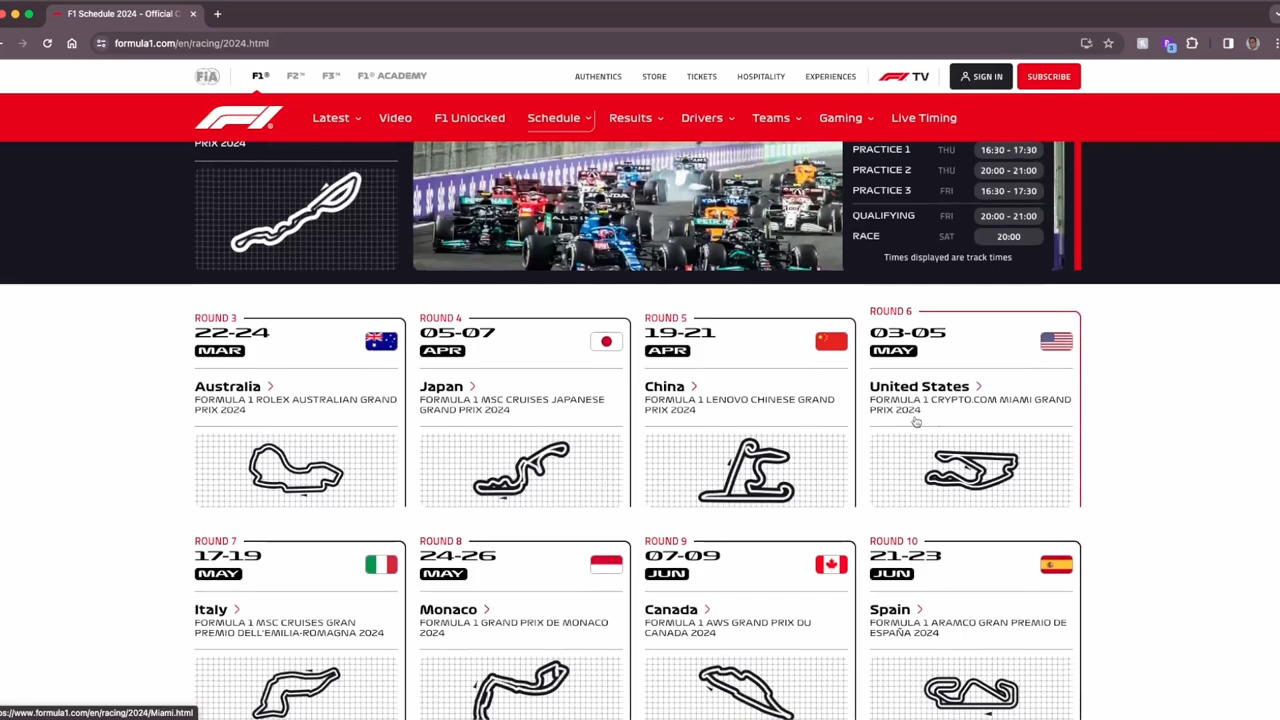 F1 Schedule 2024 - Official C
formula1.com/en/racing/2024.html
FIA
F1®
F2™
F3™
F1® ACADEMY
AUTHENTICS
STORE
TICKETS
HOSPITALITY
EXPERIENCES
F1 TV
SIGN IN
SUBSCRIBE
F1
Latest
Video
F1 Unlocked
Schedule
Results
Drivers
Teams
Gaming
Live Timing
PRIX 2024
PRACTICE 1 THU 16:30 - 17:30
PRACTICE 2 THU 20:00 - 21:00
PRACTICE 3 FRI 16:30 - 17:30
QUALIFYING FRI 20:00 - 21:00
RACE SAT 20:00
Times displayed are track times
ROUND 3
22-24
MAR
Australia
FORMULA 1 ROLEX AUSTRALIAN GRAND
PRIX 2024
ROUND 4
05-07
APR
Japan
FORMULA 1 MSC CRUISES JAPANESE
GRAND PRIX 2024
ROUND 5
19-21
APR
China
FORMULA 1 LENOVO CHINESE GRAND
PRIX 2024
ROUND 6
03-05
MAY
United States
FORMULA 1 CRYPTO.COM MIAMI GRAND
PRIX 2024
ROUND 7
17-19
MAY
Italy
FORMULA 1 MSC CRUISES GRAN
PREMIO DELL'EMILIA-ROMAGNA 2024
ROUND 8
24-26
MAY
Monaco
FORMULA 1 GRAND PRIX DE MONACO
2024
ROUND 9
07-09
JUN
Canada
FORMULA 1 AWS GRAND PRIX DU
CANADA 2024
ROUND 10
21-23
JUN
Spain
FORMULA 1 ARAMCO GRAN PREMIO DE
ESPAÑA 2024
ps://www.formula1.com/en/racing/2024/Miami.html